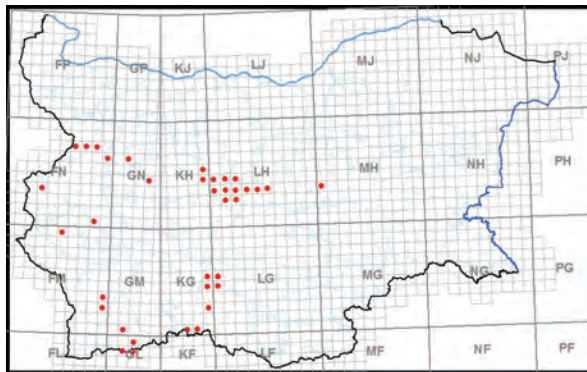 FP GP KJ LJ MJ NJ PJ
FN GN KH LH MH NH PH
FM GM KG LG MG NG PG
FL GL KF LF MF NF PF